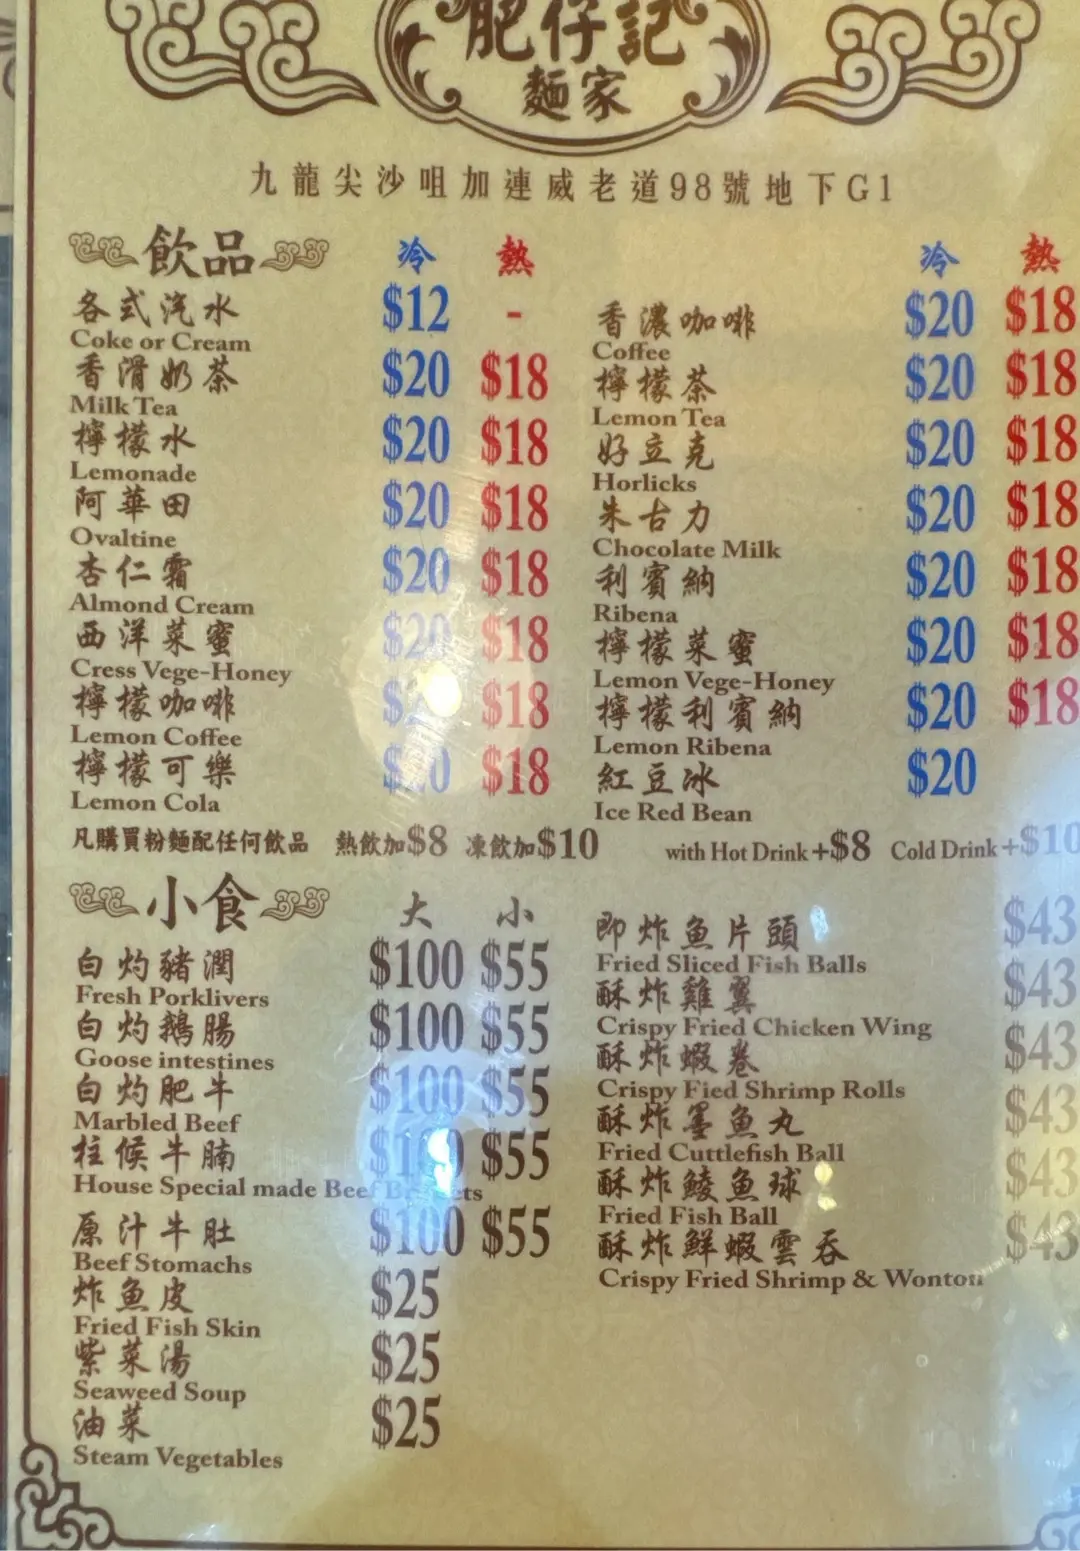 肥仔記
麵家
九龍尖沙咀加連威老道98號地下G1
飲品 冷 熱
各式汽水 $12 -
Coke or Cream
香滑奶茶 $20 $18
Milk Tea
檸檬水 $20 $18
Lemonade
阿華田 $20 $18
Ovaltine
杏仁霜 $20 $18
Almond Cream
西洋菜蜜 $20 $18
Cress Vege-Honey
檸檬咖啡 $18
Lemon Coffee
檸檬可樂 $20 $18
Lemon Cola
冷 熱
香濃咖啡 $20 $18
Coffee
檸檬茶 $20 $18
Lemon Tea
好立克 $20 $18
Horlicks
朱古力 $20 $18
Chocolate Milk
利賓納 $20 $18
Ribena
檸檬菜蜜 $20 $18
Lemon Vege-Honey
檸檬利賓納 $20 $18
Lemon Ribena
紅豆冰 $20
Ice Red Bean
凡購買粉麵配任何飲品 熱飲加$8 凍飲加$10 with Hot Drink+$8 Cold Drink+$10
小食 大 小
白灼豬潤 $100 $55
Fresh Porklivers
白灼鵝腸 $100 $55
Goose intestines
白灼肥牛 $100 $55
Marbled Beef
柱候牛腩 $55
House Special made Beef
原汁牛肚 $100 $55
Beef Stomachs
炸魚皮 $25
Fried Fish Skin
紫菜湯 $25
Seaweed Soup
油菜 $25
Steam Vegetables
即炸魚片頭 $43
Fried Sliced Fish Balls
酥炸雞翼 $43
Crispy Fried Chicken Wing
酥炸蝦卷 $43
Crispy Fied Shrimp Rolls
酥炸墨魚丸 $43
Fried Cuttlefish Ball
酥炸鯪魚球 $43
Fried Fish Ball
酥炸鮮蝦雲吞 $43
Crispy Fried Shrimp & Wonton